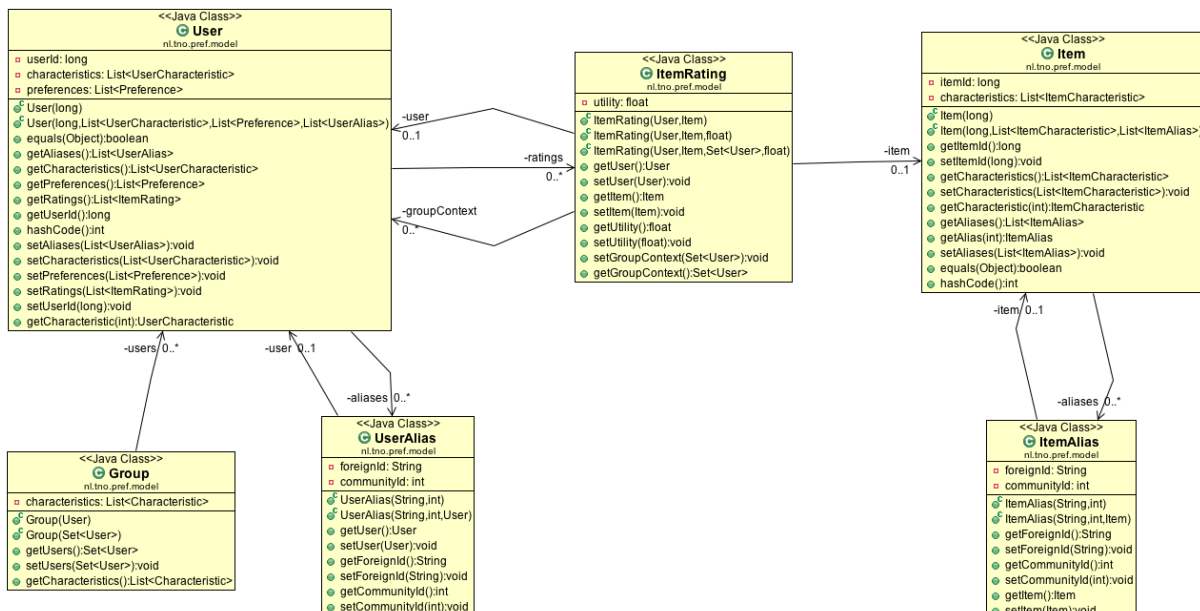 <<Java Class>>
User
nl.tno.pref.model
userId: long
characteristics: List<UserCharacteristic>
preferences: List<Preference>
User(long)
User(long,List<UserCharacteristic>,List<Preference>,List<UserAlias>)
equals(Object):boolean
getAliases():List<UserAlias>
getCharacteristics():List<UserCharacteristic>
getPreferences():List<Preference>
getRatings():List<ItemRating>
getUserId():long
hashCode():int
setAliases(List<UserAlias>):void
setCharacteristics(List<UserCharacteristic>):void
setPreferences(List<Preference>):void
setRatings(List<ItemRating>):void
setUserId(long):void
getCharacteristic(int):UserCharacteristic
-user
0..1
-ratings
0..*
-groupContext
0..*
<<Java Class>>
ItemRating
nl.tno.pref.model
utility: float
ItemRating(User,Item)
ItemRating(User,Item,float)
ItemRating(User,Item,Set<User>,float)
getUser():User
setUser(User):void
getItem():Item
setItem(Item):void
getUtility():float
setUtility(float):void
setGroupContext(Set<User>):void
getGroupContext():Set<User>
-item
0..1
<<Java Class>>
Item
nl.tno.pref.model
itemId: long
characteristics: List<ItemCharacteristic>
Item(long)
Item(long,List<ItemCharacteristic>,List<ItemAlias>)
getItemId():long
setItemId(long):void
getCharacteristics():List<ItemCharacteristic>
setCharacteristics(List<ItemCharacteristic>):void
getCharacteristic(int):ItemCharacteristic
getAliases():List<ItemAlias>
getAlias(int):ItemAlias
setAliases(List<ItemAlias>):void
equals(Object):boolean
hashCode():int
-users 0..*
-user 0..1
-aliases 0..*
-item 0..1
-aliases 0..*
<<Java Class>>
Group
nl.tno.pref.model
characteristics: List<Characteristic>
Group(User)
Group(Set<User>)
getUsers():Set<User>
setUsers(Set<User>):void
getCharacteristics():List<Characteristic>
<<Java Class>>
UserAlias
nl.tno.pref.model
foreignId: String
communityId: int
UserAlias(String,int)
UserAlias(String,int,User)
getUser():User
setUser(User):void
getForeignId():String
setForeignId(String):void
getCommunityId():int
setCommunityId(int):void
<<Java Class>>
ItemAlias
nl.tno.pref.model
foreignId: String
communityId: int
ItemAlias(String,int)
ItemAlias(String,int,Item)
getForeignId():String
setForeignId(String):void
getCommunityId():int
setCommunityId(int):void
getItem():Item
setItem(Item):void